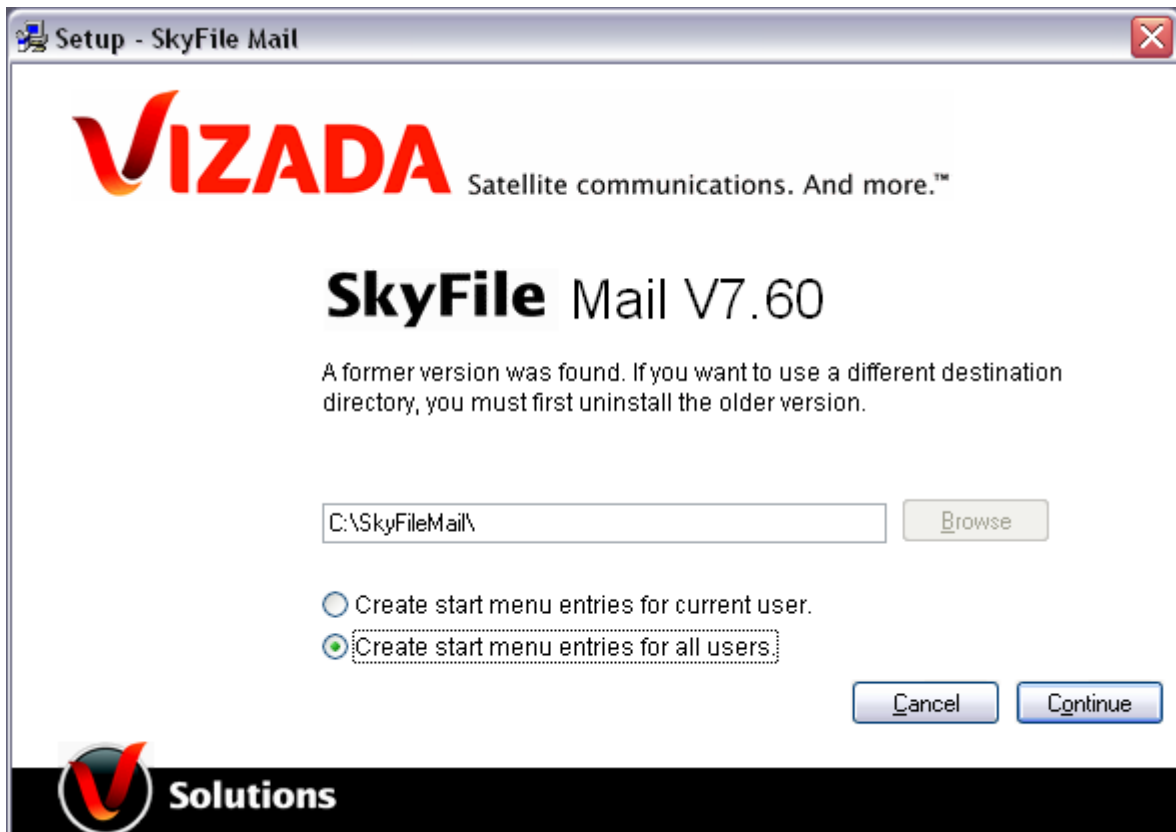 Setup - SkyFile Mail
VIZADA Satellite communications. And more.™
SkyFile Mail V7.60
A former version was found. If you want to use a different destination
directory, you must first uninstall the older version.
C:\SkyFileMail\ Browse
Create start menu entries for current user.
Create start menu entries for all users.
Cancel Continue
Solutions